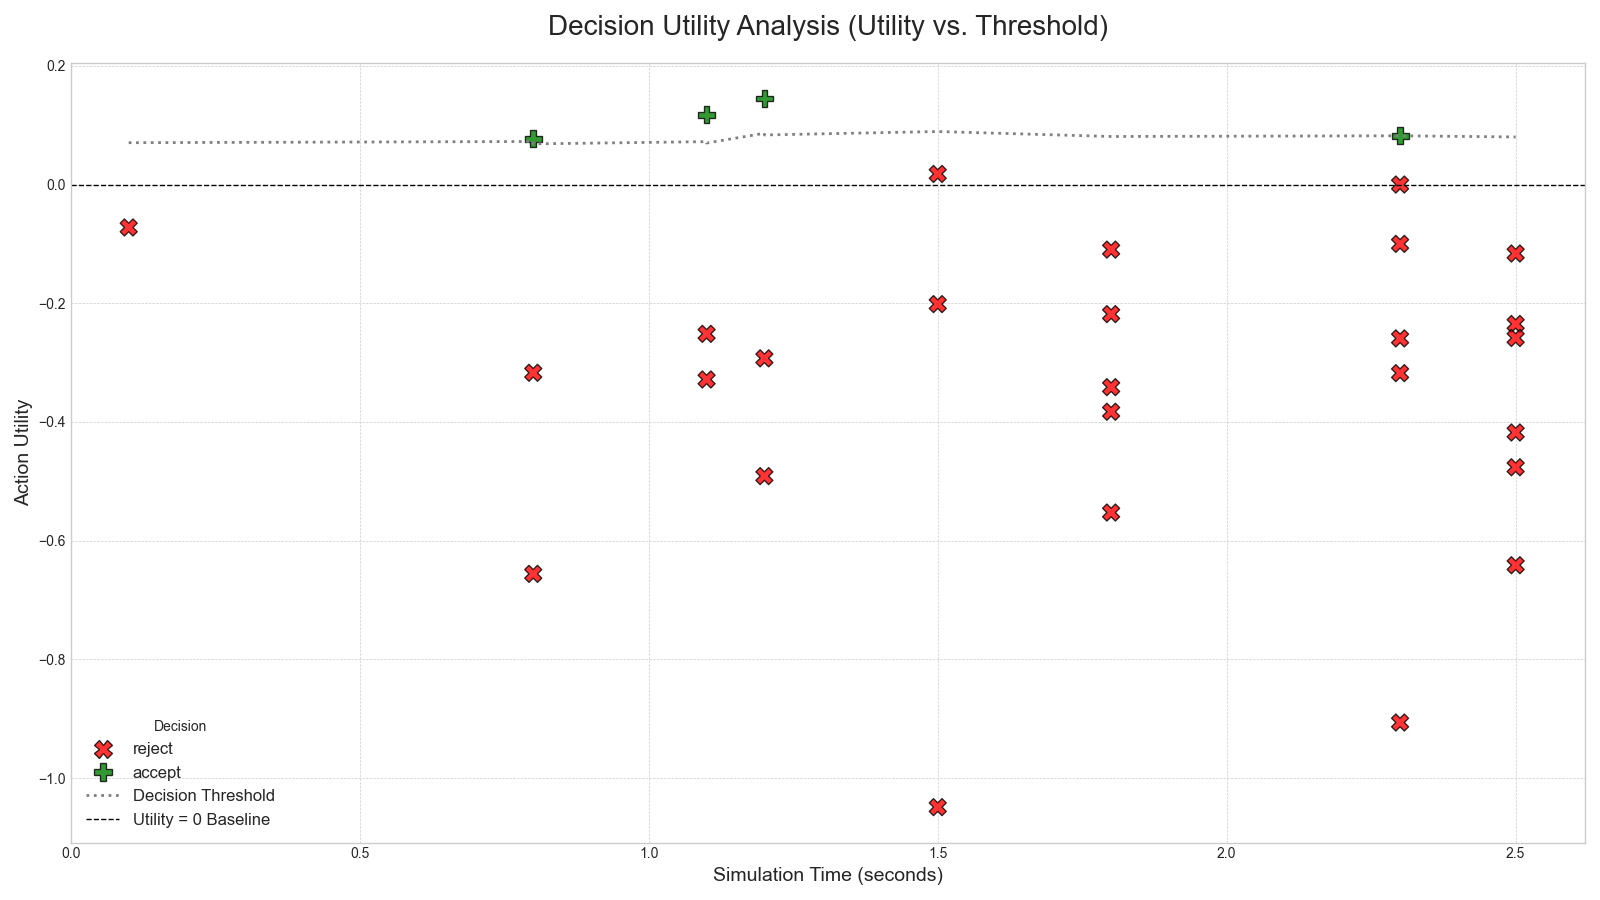 Decision Utility Analysis (Utility vs. Threshold)
0.2
0.0
−0.2
−0.4
−0.6
−0.8
−1.0
Action Utility
Decision
reject
accept
Decision Threshold
Utility = 0 Baseline
0.0 0.5 1.0 1.5 2.0 2.5
Simulation Time (seconds)